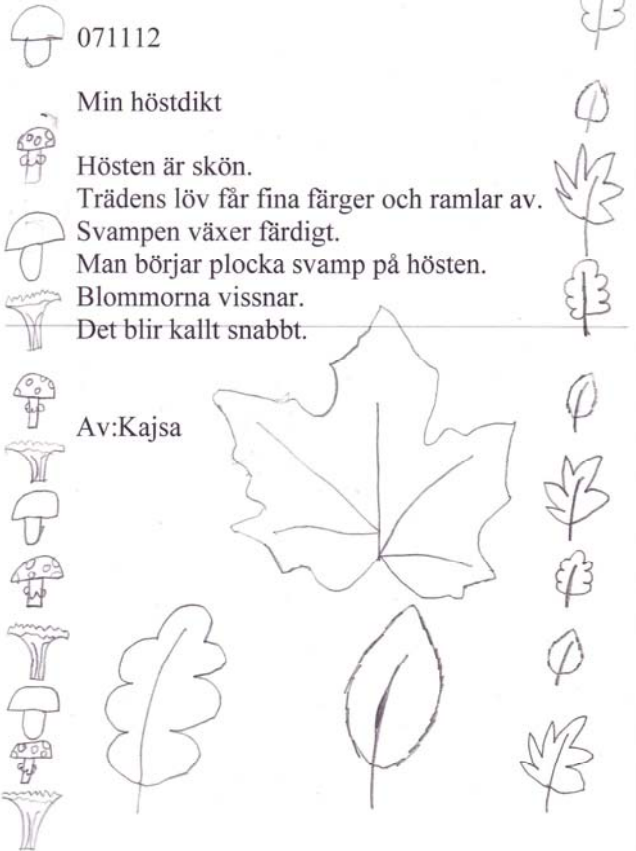 071112
Min höstdikt
Hösten är skön.
Trädens löv får fina färger och ramlar av.
Svampen växer färdigt.
Man börjar plocka svamp på hösten.
Blommorna vissnar.
Det blir kallt snabbt.
Av:Kajsa